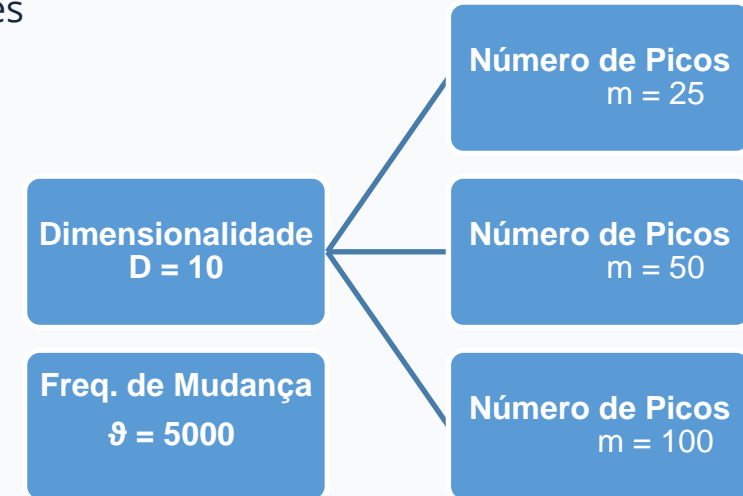 es
Número de Picos
m = 25
Dimensionalidade
D = 10
Número de Picos
m = 50
Freq. de Mudança
ϑ = 5000
Número de Picos
m = 100